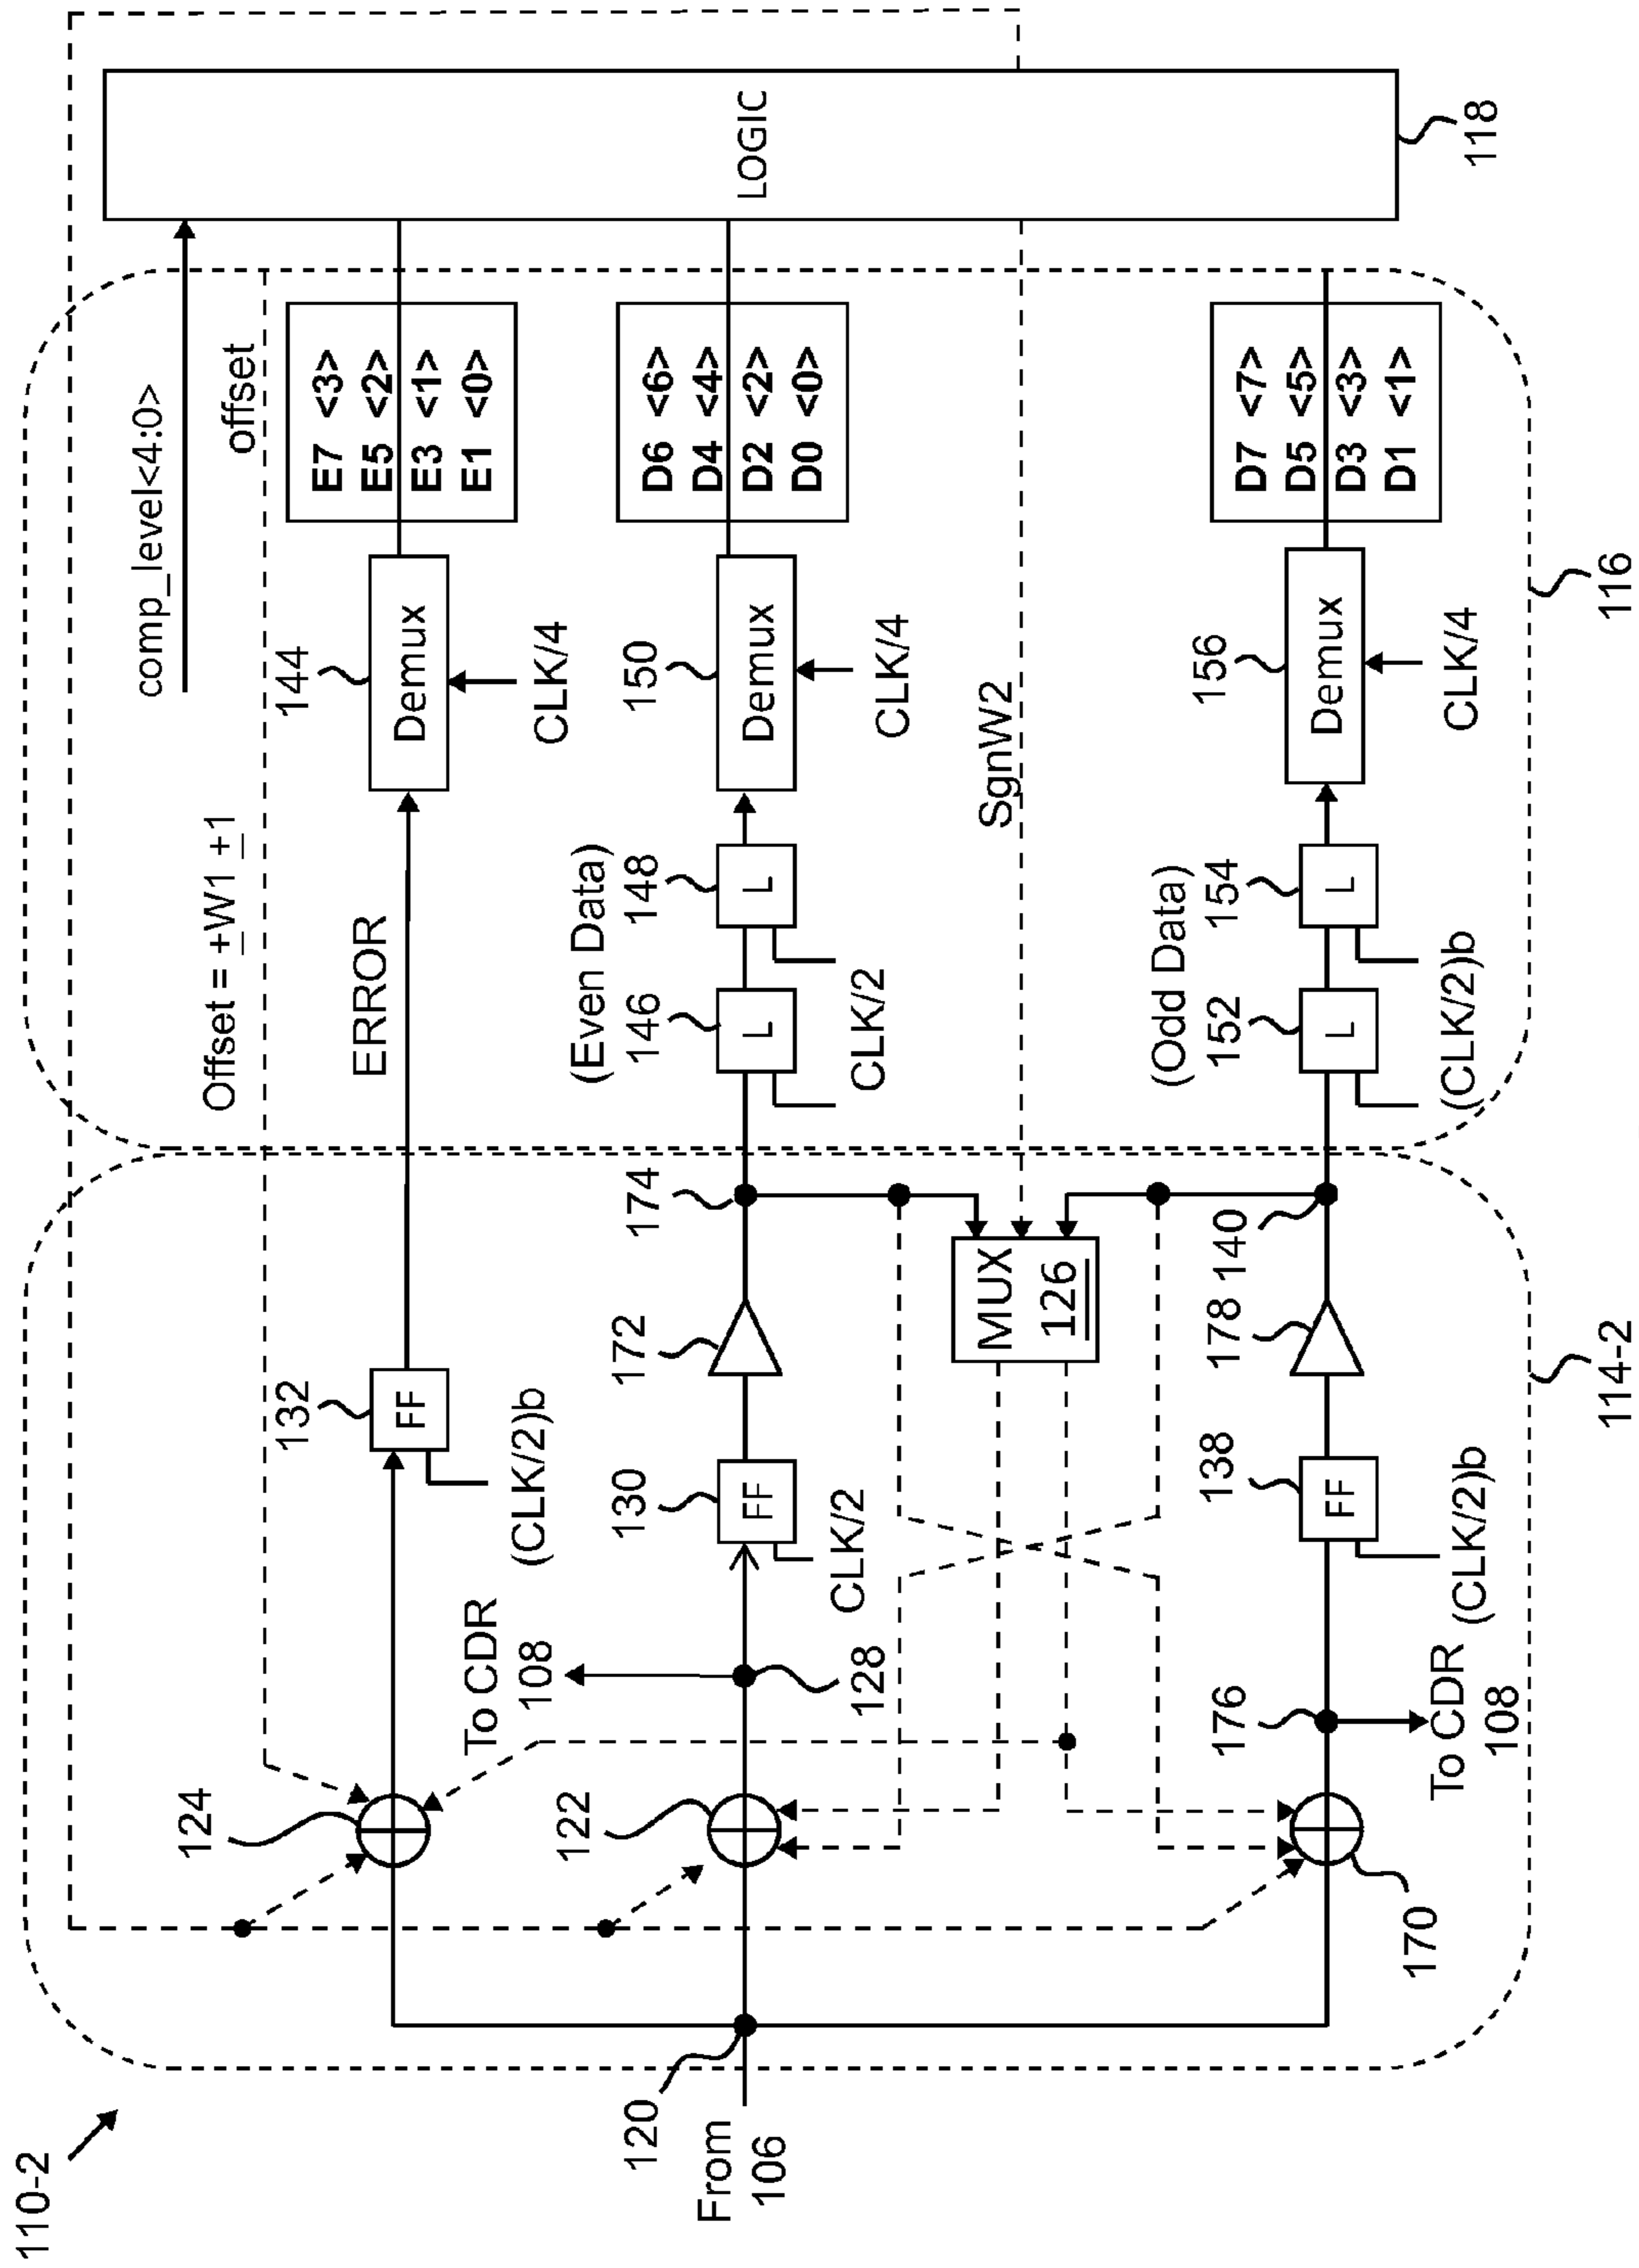 110-2
From
106
120
124
122
170
To CDR
108
128
176
To CDR
108
132
FF
(CLK/2)b
130
FF
CLK/2
138
FF
(CLK/2)b
172
174
MUX
126
178
140
114-2
Offset = +W1 +1
ERROR
(Even Data)
146
L
CLK/2
148
L
(Odd Data)
152
L
(CLK/2)b
154
L
SgnW2
comp_level<4:0>
offset
144
Demux
CLK/4
150
Demux
CLK/4
156
Demux
CLK/4
116
E7 <3>
E5 <2>
E3 <1>
E1 <0>
D6 <6>
D4 <4>
D2 <2>
D0 <0>
D7 <7>
D5 <5>
D3 <3>
D1 <1>
LOGIC
118